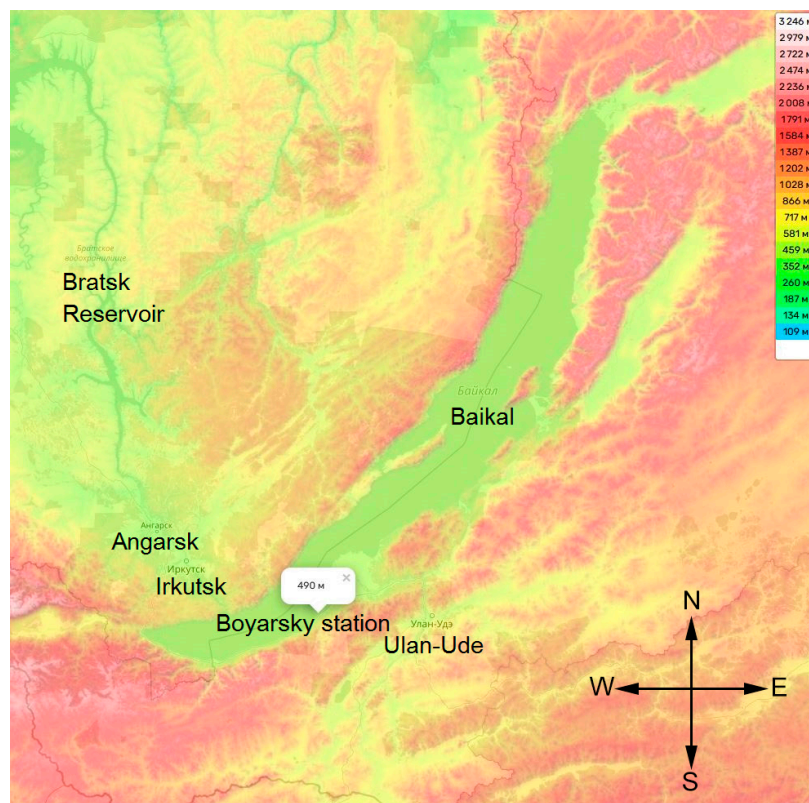 3 246 м
2 979 м
2 722 м
2 474 м
2 236 м
2 008 м
1791 м
1 584 м
1 387 м
1 202 м
1 028 м
866 м
717 м
581 м
459 м
352 м
260 м
187 м
134 м
109 м
Братское
водохранилище
Bratsk
Reservoir
Байкал
Baikal
Ангарск
Angarsk
Иркутск
Irkutsk
490 м
×
Boyarsky station
Улан-Удэ
Ulan-Ude
N
W
E
S